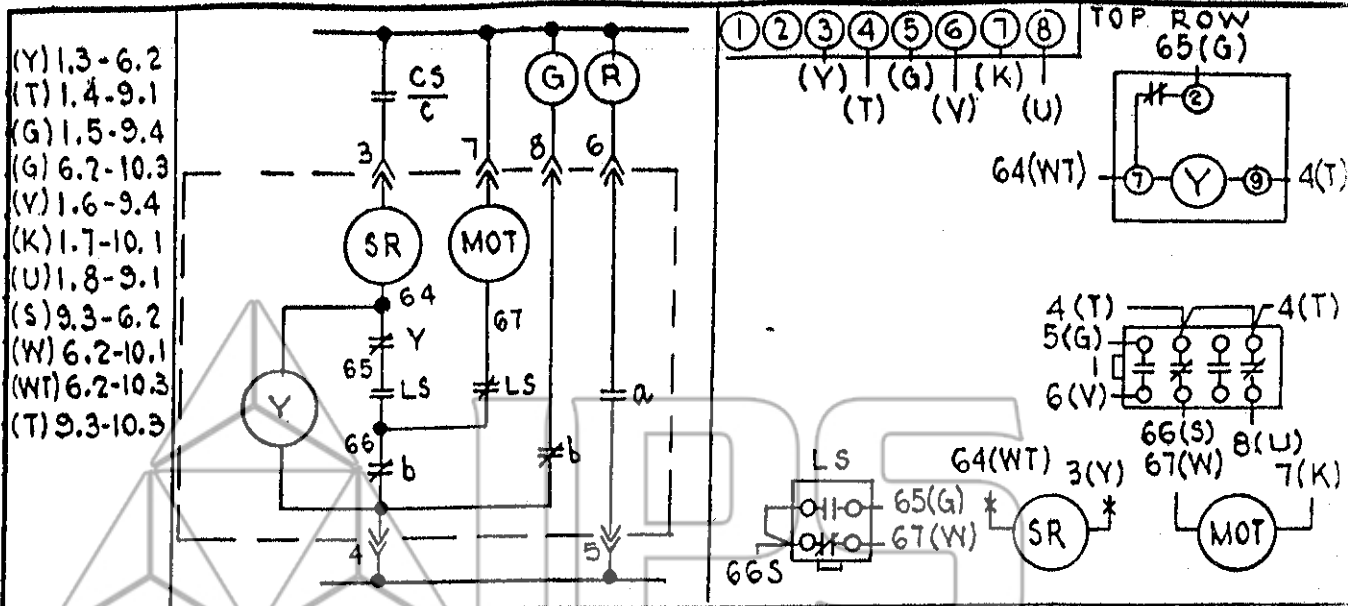 (Y) 1.3-6.2
(T) 1.4-9.1
(G) 1.5-9.4
(G) 6.2-10.3
(Y) 1.6-9.4
(K) 1.7-10.1
(U) 1.8-9.1
(S) 9.3-6.2
(W) 6.2-10.1
(WT) 6.2-10.3
(T) 9.3-10.3
CS
C
G
R
3
7
8
6
SR
MOT
64
67
Y
65
LS
LS
a
Y
66
b
b
4
5
1 2 3 4 5 6 7 8
TOP ROW
(Y) (G) (K)
(T) (V) (U)
65(G)
2
64(WT)
7
Y
9
4(T)
4(T)
4(T)
5(G)
1
6(V)
66(S)
8(U)
67(W)
7(K)
MOT
LS
65(G)
67(W)
66S
64(WT)
3(Y)
SR
UPS